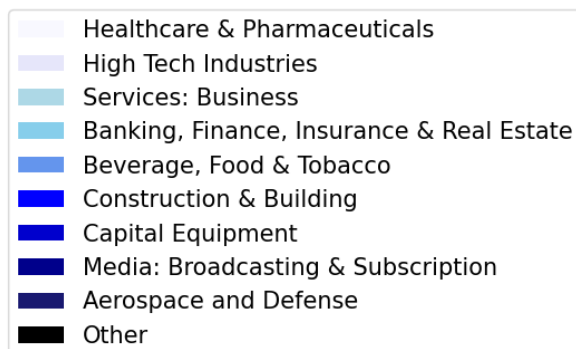 Healthcare & Pharmaceuticals
High Tech Industries
Services: Business
Banking, Finance, Insurance & Real Estate
Beverage, Food & Tobacco
Construction & Building
Capital Equipment
Media: Broadcasting & Subscription
Aerospace and Defense
Other